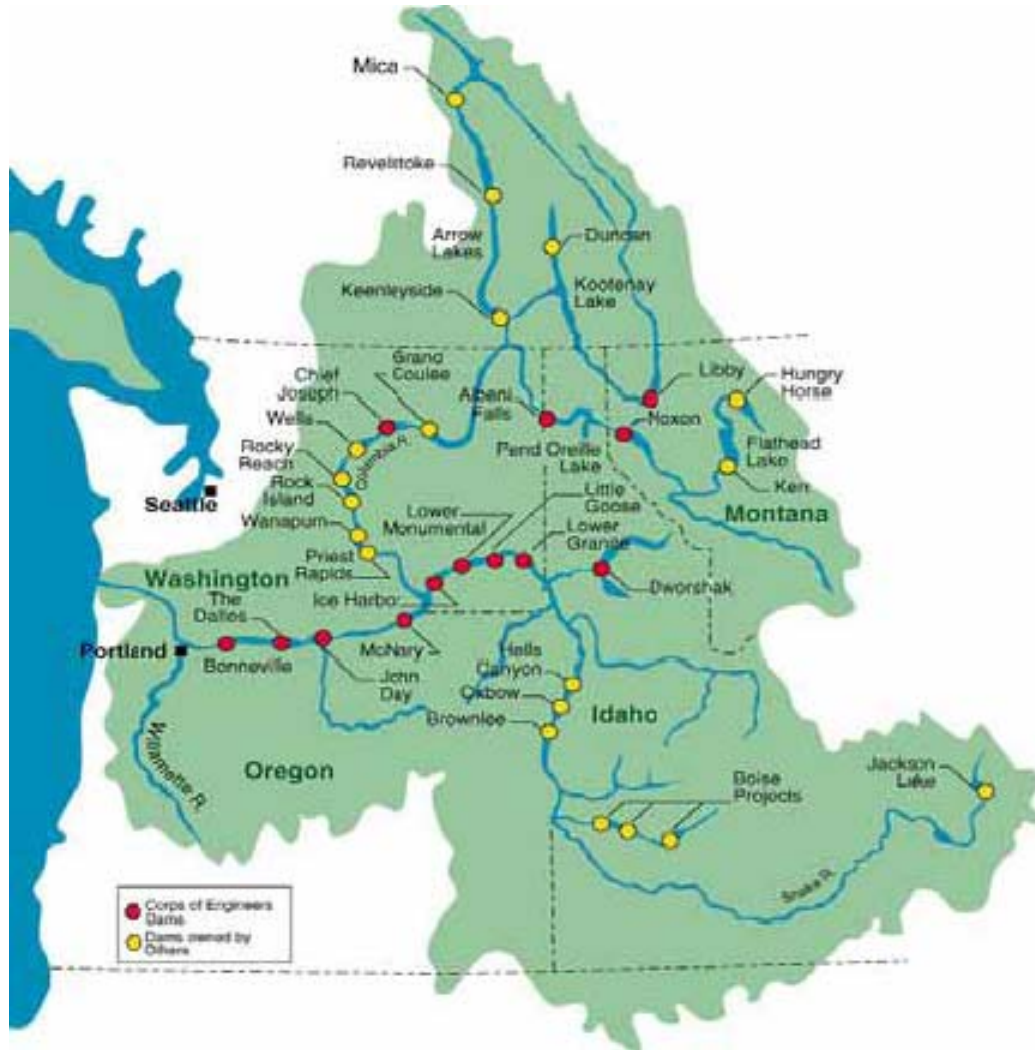 Mica
Revelstoke
Arrow
Lakes
Duncan
Kootenay
Lake
Keenleyside
Grand
Coulee
Chief
Joseph
Wells
Rocky
Reach
Rock
Island
Wanapum
Priest
Rapids
Columbia R.
Seattle
Albeni
Falls
Libby
Noxon
Hungry
Horse
Flathead
Lake
Kerr
Pend Oreille
Lake
Montana
Little
Goose
Lower
Monumental
Lower
Granite
Dworshak
Ice Harbor
Washington
The
Dalles
Portland
Bonneville
John
Day
McNary
Hells
Canyon
Oxbow
Brownlee
Idaho
Willamette R.
Oregon
Boise
Projects
Jackson
Lake
Snake R.
Corps of Engineers
Dams
Dams owned by
Others